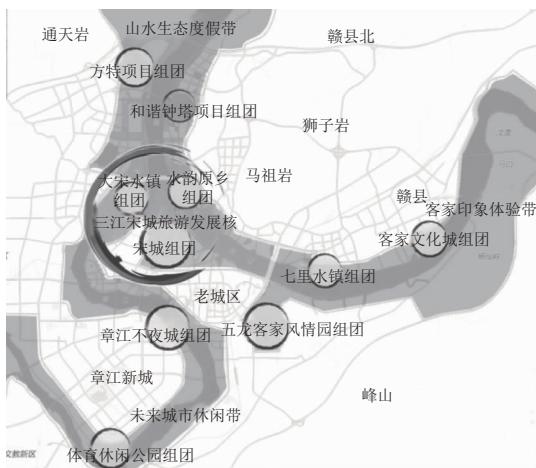 通天岩
山水生态度假带
赣县北
方特项目组团
和谐钟塔项目组团
狮子岩
马祖岩
大宋水镇
组团
水韵原乡
组团
赣县
客家印象体验带
三江宋城旅游发展核
宋城组团
客家文化城组团
七里水镇组团
老城区
章江不夜城组团
五龙客家风情园组团
章江新城
峰山
未来城市休闲带
体育休闲公园组团